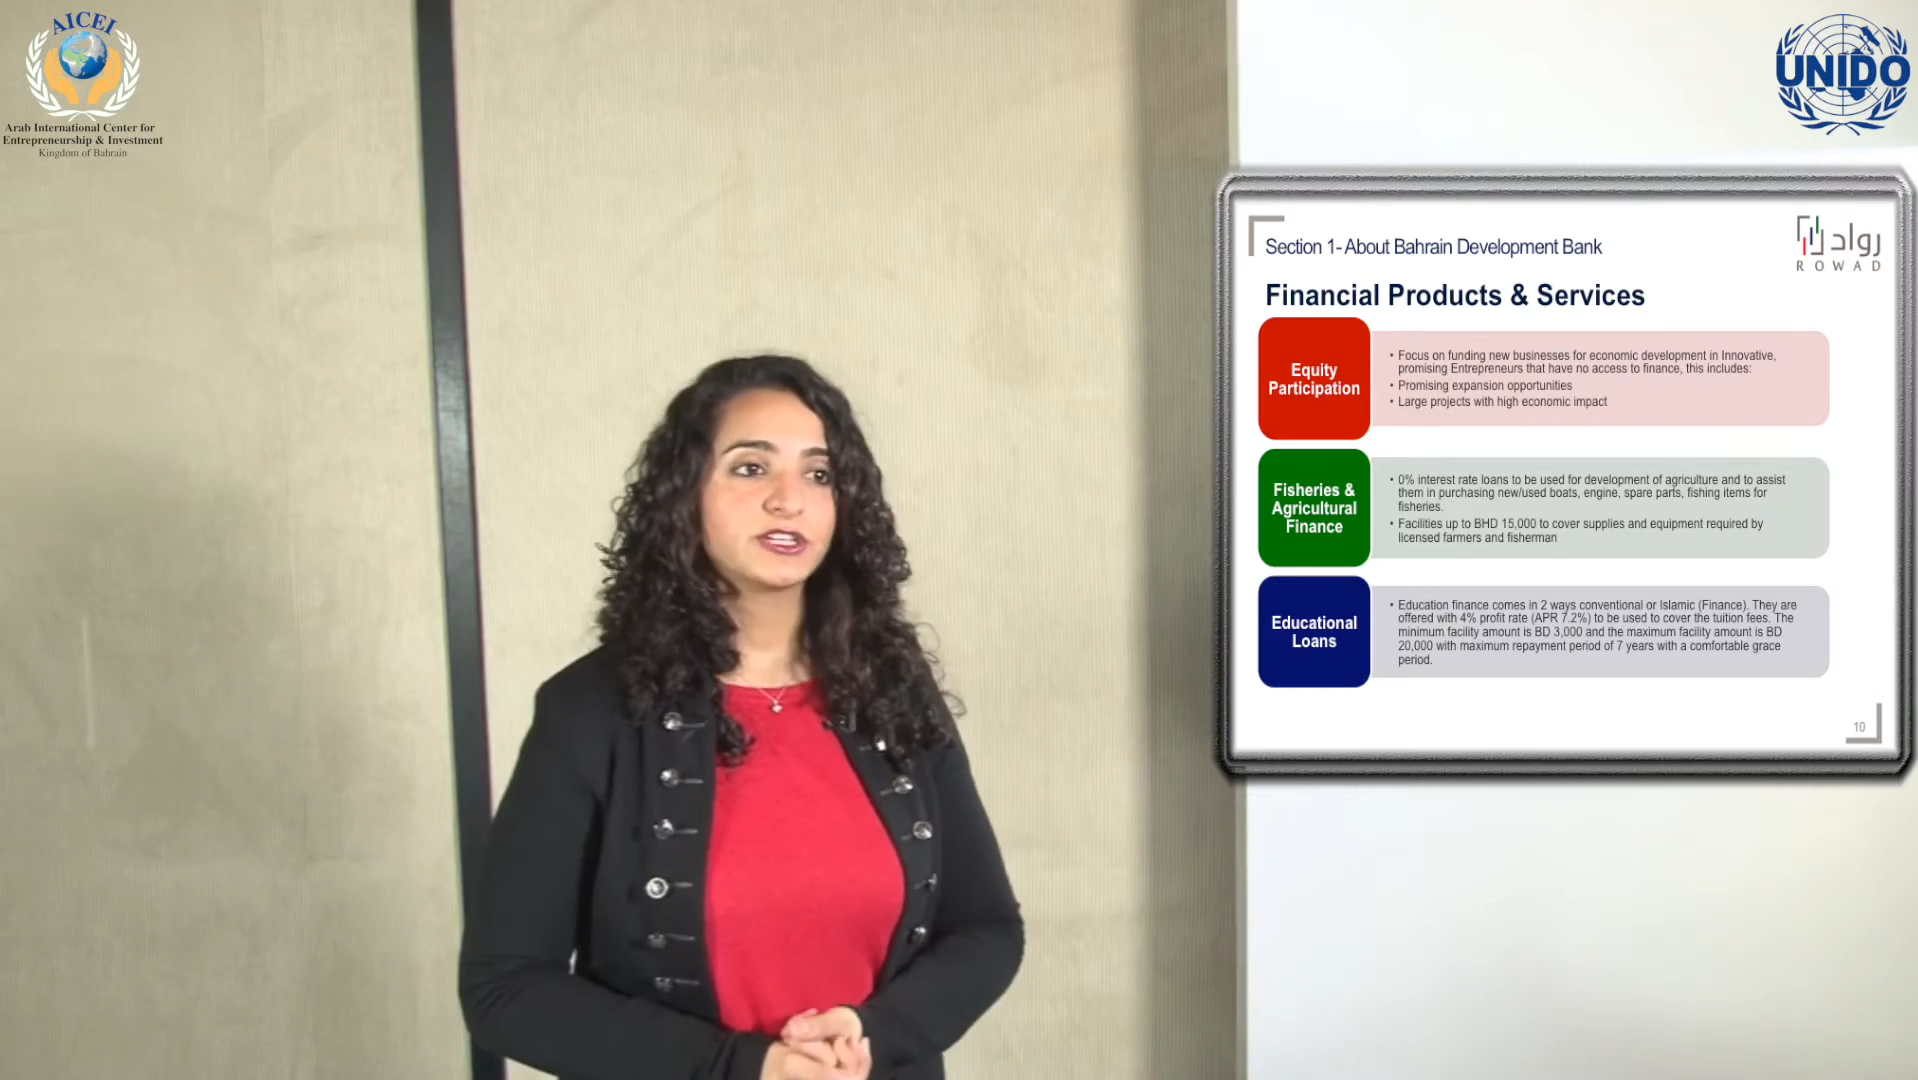 AICEI
Arab International Center for
Entrepreneurship & Investment
Kingdom of Bahrain
UNIDO
Section 1- About Bahrain Development Bank
رواد
ROWAD
Financial Products & Services
Equity
Participation
• Focus on funding new businesses for economic development in Innovative,
promising Entrepreneurs that have no access to finance, this includes:
• Promising expansion opportunities
• Large projects with high economic impact
Fisheries &
Agricultural
Finance
• 0% interest rate loans to be used for development of agriculture and to assist
them in purchasing new/used boats, engine, spare parts, fishing items for
fisheries.
• Facilities up to BHD 15,000 to cover supplies and equipment required by
licensed farmers and fisherman
Educational
Loans
• Education finance comes in 2 ways conventional or Islamic (Finance). They are
offered with 4% profit rate (APR 7.2%) to be used to cover the tuition fees. The
minimum facility amount is BD 3,000 and the maximum facility amount is BD
20,000 with maximum repayment period of 7 years with a comfortable grace
period.
10